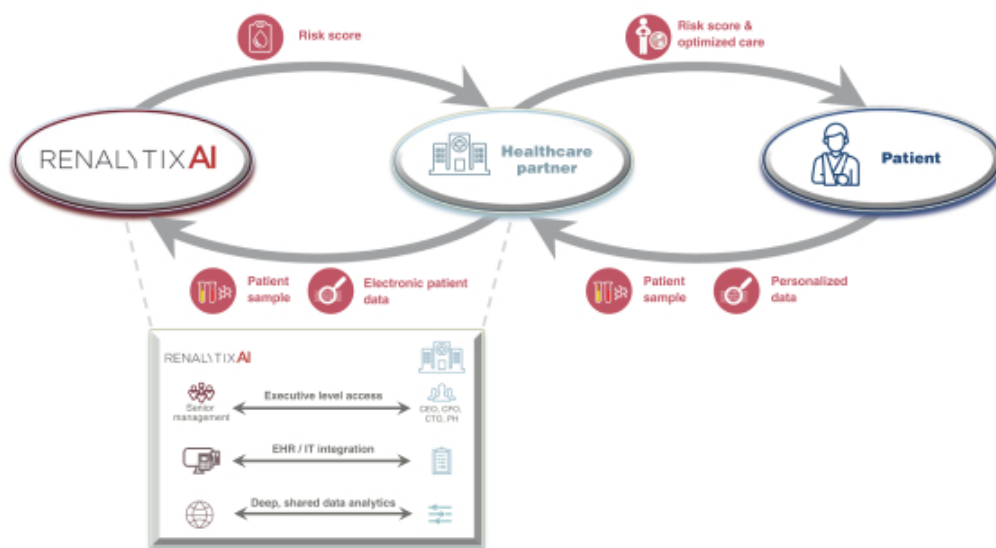 Risk score
Risk score &
optimized care
RENALYTIXAI
Healthcare
partner
Patient
Patient
sample
Electronic patient
data
Patient
sample
Personalized
data
RENALYTIXAI
Senior
management
Executive level access
CEO, CFO,
CTO, PH
EHR / IT integration
Deep, shared data analytics